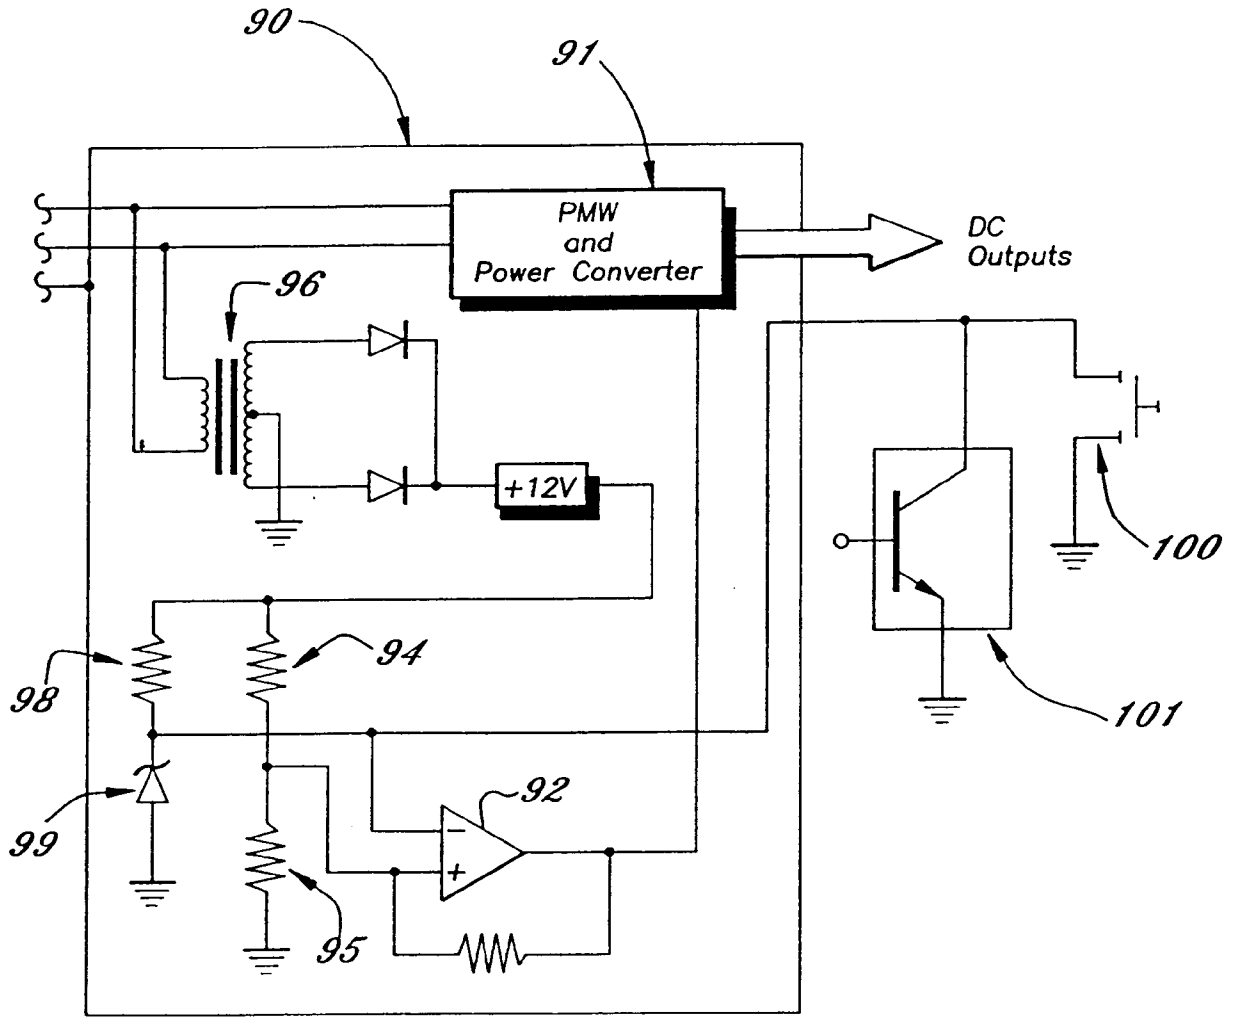 90
91
PMW
and
Power Converter
DC
Outputs
96
+12V
100
98
94
101
99
92
−
+
95